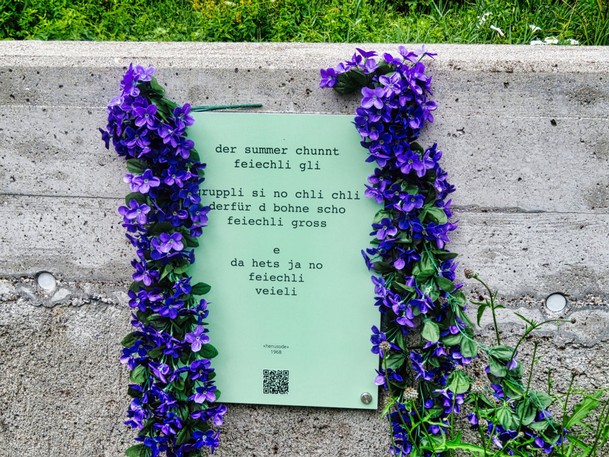 der summer chunnt
feiechli gli
ruppli si no chli chli
derfür d bohne scho
feiechli gross
e
da hets ja no
feiechli
veieli
1968